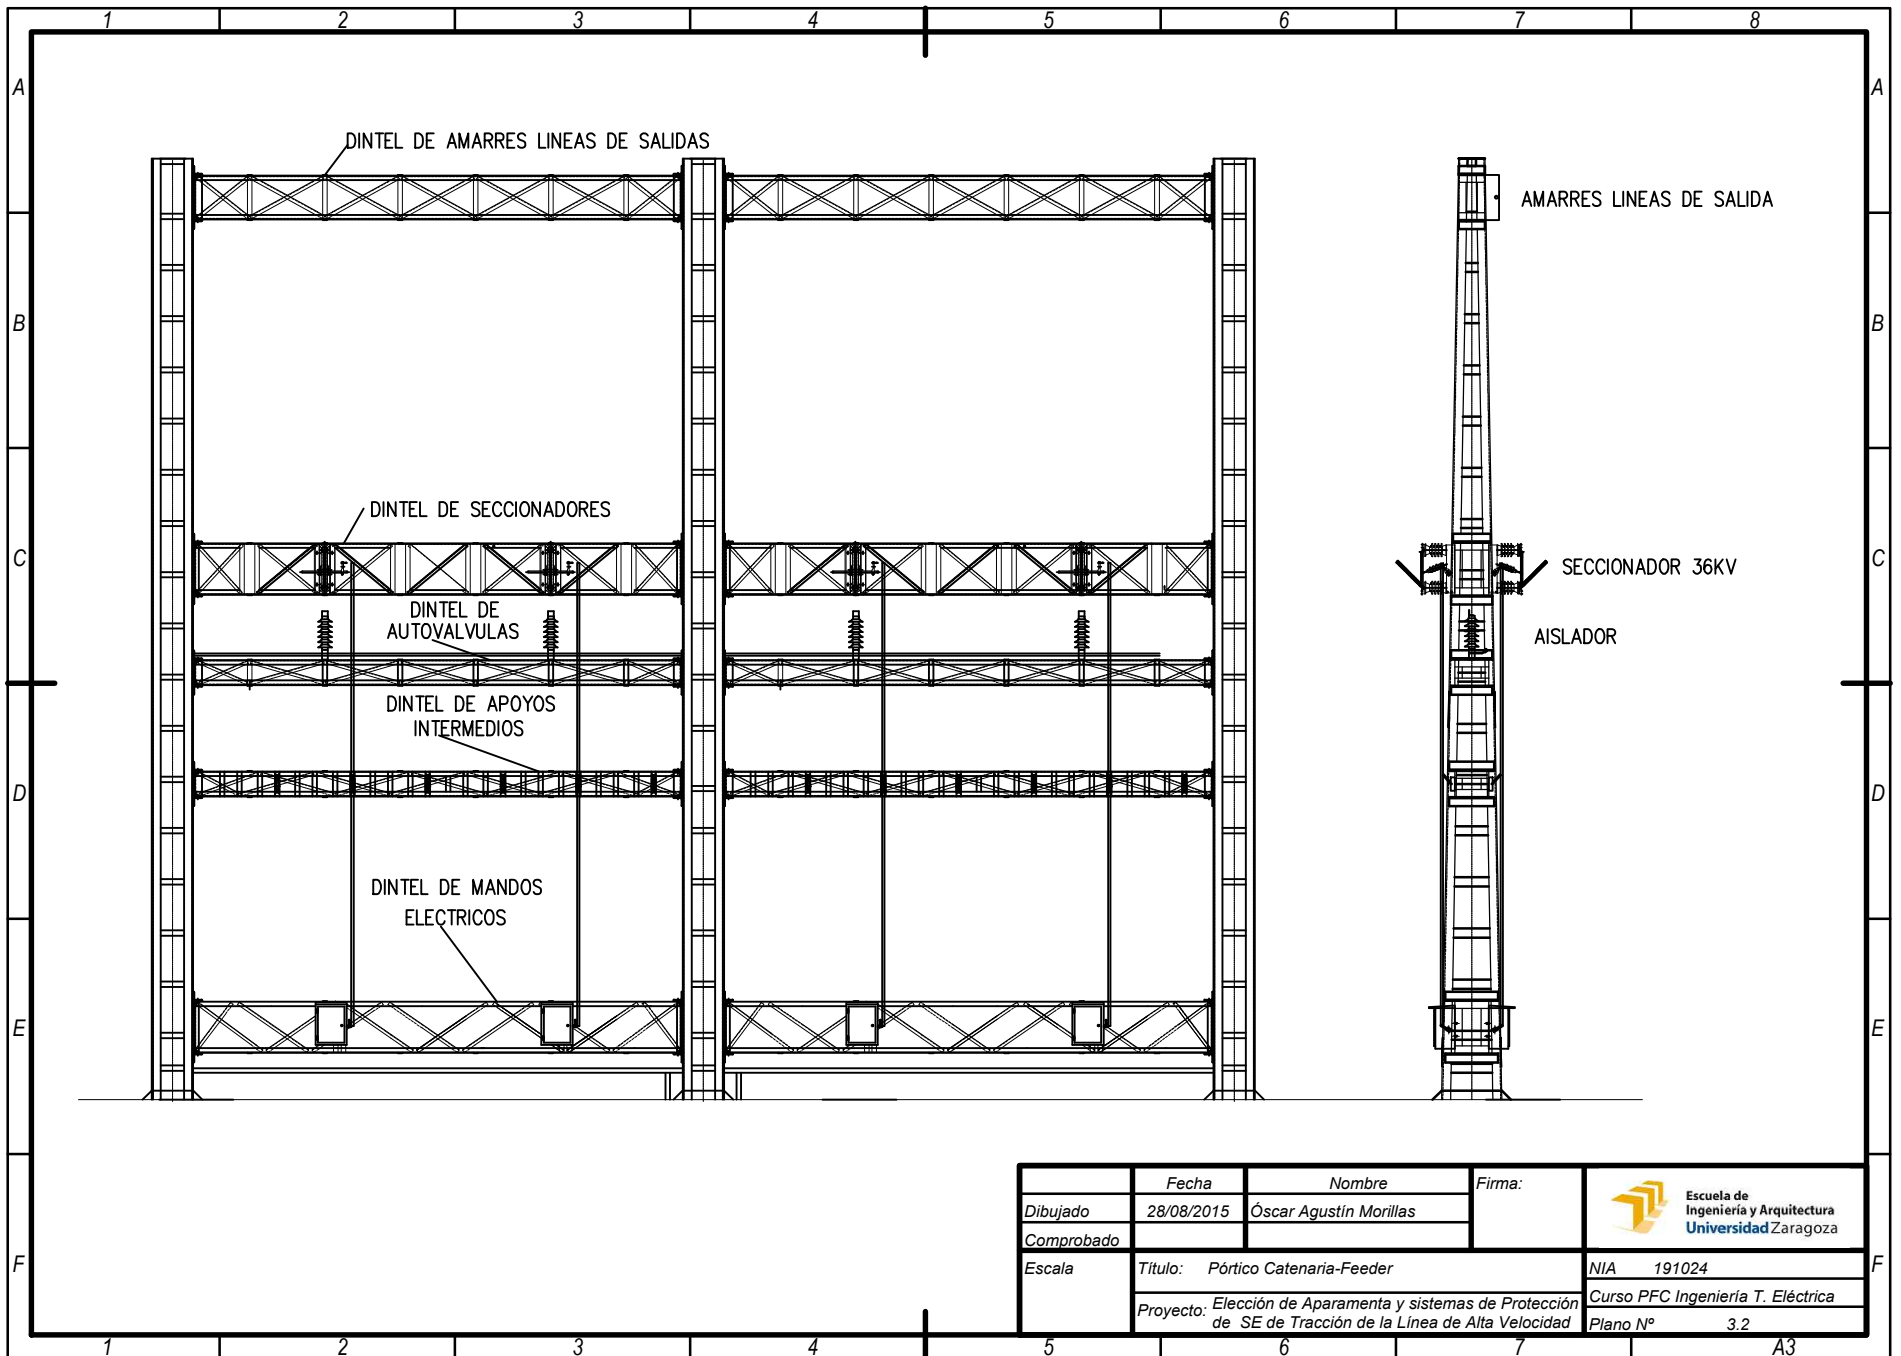 1 2 3 4 5 6 7 8
A A
DINTEL DE AMARRES LINEAS DE SALIDAS
AMARRES LINEAS DE SALIDA
B B
DINTEL DE SECCIONADORES
C C
SECCIONADOR 36KV
DINTEL DE
AUTOVALVULAS
AISLADOR
DINTEL DE APOYOS
INTERMEDIOS
D D
DINTEL DE MANDOS
ELECTRICOS
E E
Fecha Nombre Firma:
Dibujado 28/08/2015 Óscar Agustín Morillas
Comprobado
Escuela de
Ingeniería y Arquitectura
Universidad Zaragoza
F F
Escala Título: Pórtico Catenaria-Feeder
NIA 191024
Proyecto: Elección de Aparamenta y sistemas de Protección
de SE de Tracción de la Línea de Alta Velocidad
Curso PFC Ingeniería T. Eléctrica
Plano Nº 3.2
1 2 3 4 5 6 7 A3